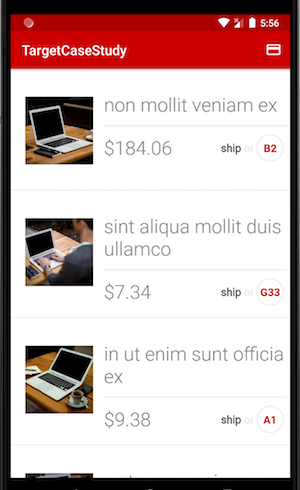 5:56
TargetCaseStudy
non mollit veniam ex
$184.06
ship or B2
sint aliqua mollit duis
ullamco
$7.34
ship or G33
in ut enim sunt officia
ex
$9.38
ship or A1